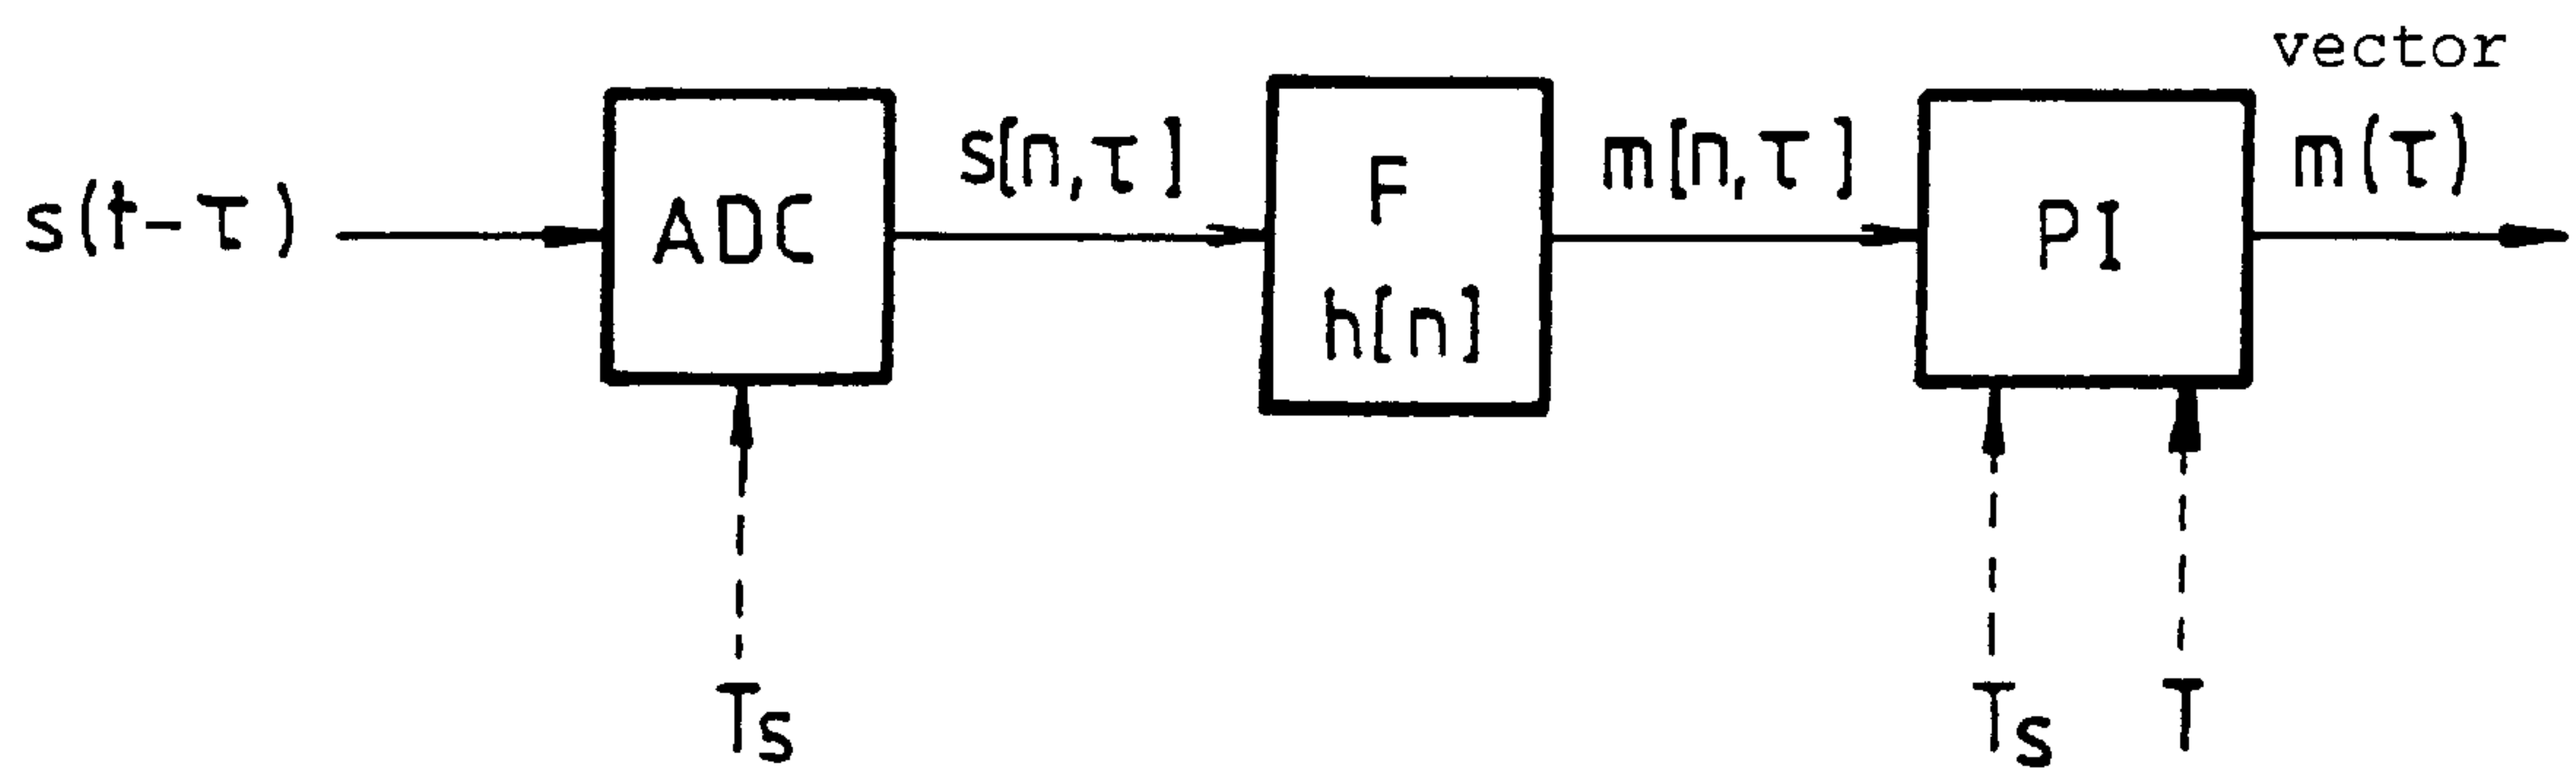 vector
s(t-τ)
ADC
s[n,τ]
F
h[n]
m[n,τ]
PI
m(τ)
Ts
Ts
T